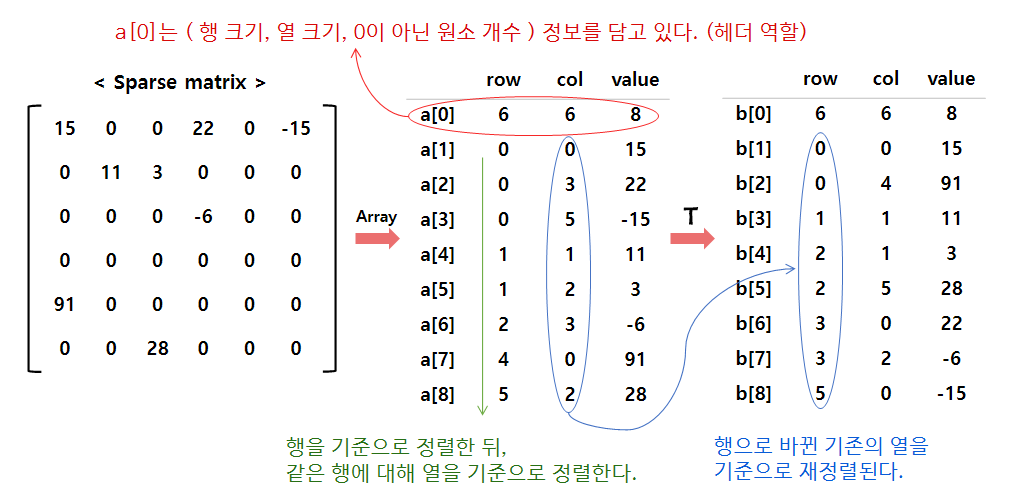 a[0]는 ( 행 크기, 열 크기, 0이 아닌 원소 개수 ) 정보를 담고 있다. (헤더 역할)
< Sparse matrix >
15 0 0 22 0 -15
0 11 3 0 0 0
0 0 0 -6 0 0
0 0 0 0 0 0
91 0 0 0 0 0
0 0 28 0 0 0
Array
row col value
a[0] 6 6 8
a[1] 0 0 15
a[2] 0 3 22
a[3] 0 5 -15
a[4] 1 1 11
a[5] 1 2 3
a[6] 2 3 -6
a[7] 4 0 91
a[8] 5 2 28
행을 기준으로 정렬한 뒤,
같은 행에 대해 열을 기준으로 정렬한다.
T
row col value
b[0] 6 6 8
b[1] 0 0 15
b[2] 0 4 91
b[3] 1 1 11
b[4] 2 1 3
b[5] 2 5 28
b[6] 3 0 22
b[7] 3 2 -6
b[8] 5 0 -15
행으로 바뀐 기존의 열을
기준으로 재정렬된다.